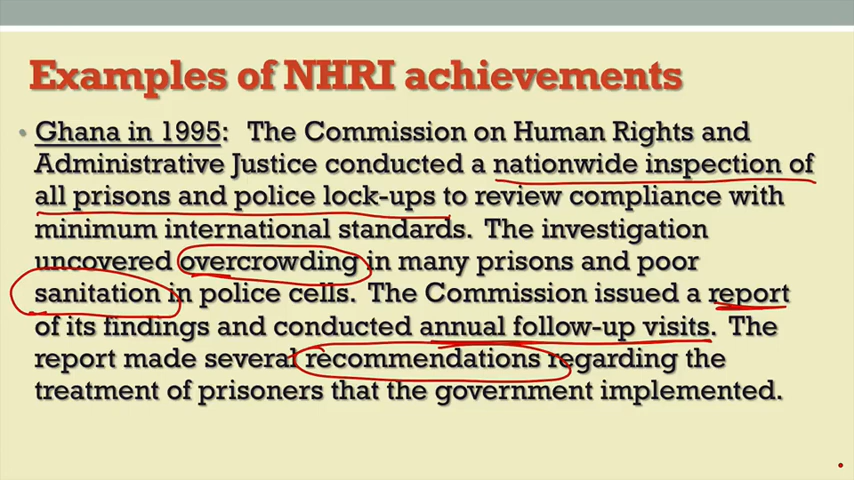 Examples of NHRI achievements
• Ghana in 1995: The Commission on Human Rights and
Administrative Justice conducted a nationwide inspection of
all prisons and police lock-ups to review compliance with
minimum international standards. The investigation
uncovered overcrowding in many prisons and poor
sanitation in police cells. The Commission issued a report
of its findings and conducted annual follow-up visits. The
report made several recommendations regarding the
treatment of prisoners that the government implemented.